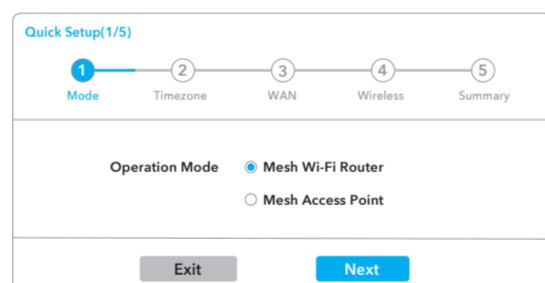 Quick Setup(1/5)
1 2 3 4 5
Mode Timezone WAN Wireless Summary
Operation Mode Mesh Wi-Fi Router
Mesh Access Point
Exit Next